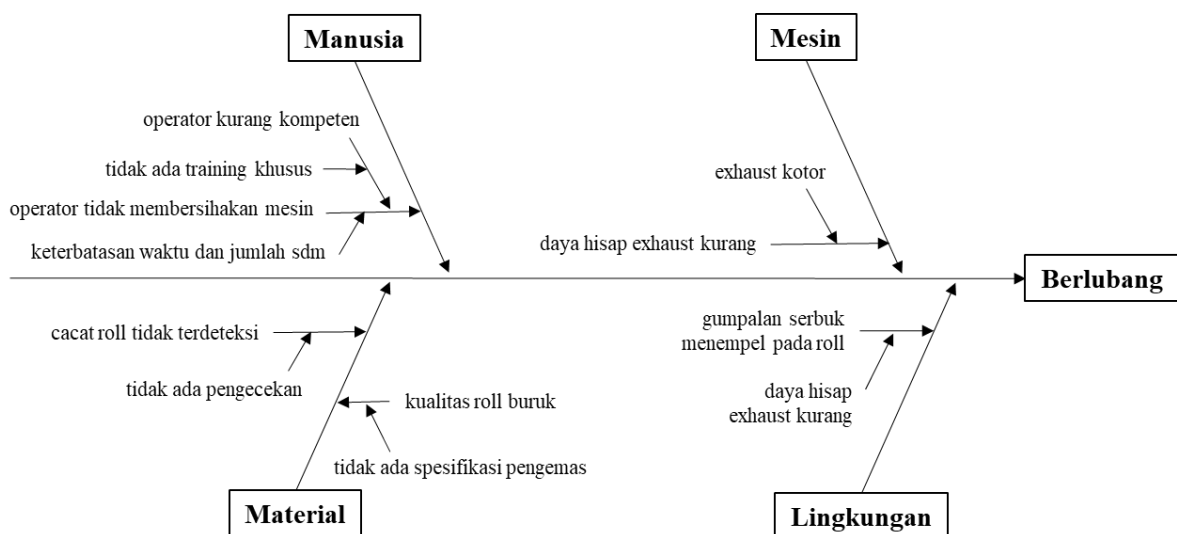 Manusia
Mesin
operator kurang kompeten
tidak ada training khusus
operator tidak membersihakan mesin
keterbatasan waktu dan jumlah sdm
exhaust kotor
daya hisap exhaust kurang
Berlubang
cacat roll tidak terdeteksi
tidak ada pengecekan
kualitas roll buruk
tidak ada spesifikasi pengemas
gumpalan serbuk
menempel pada roll
daya hisap
exhaust kurang
Material
Lingkungan